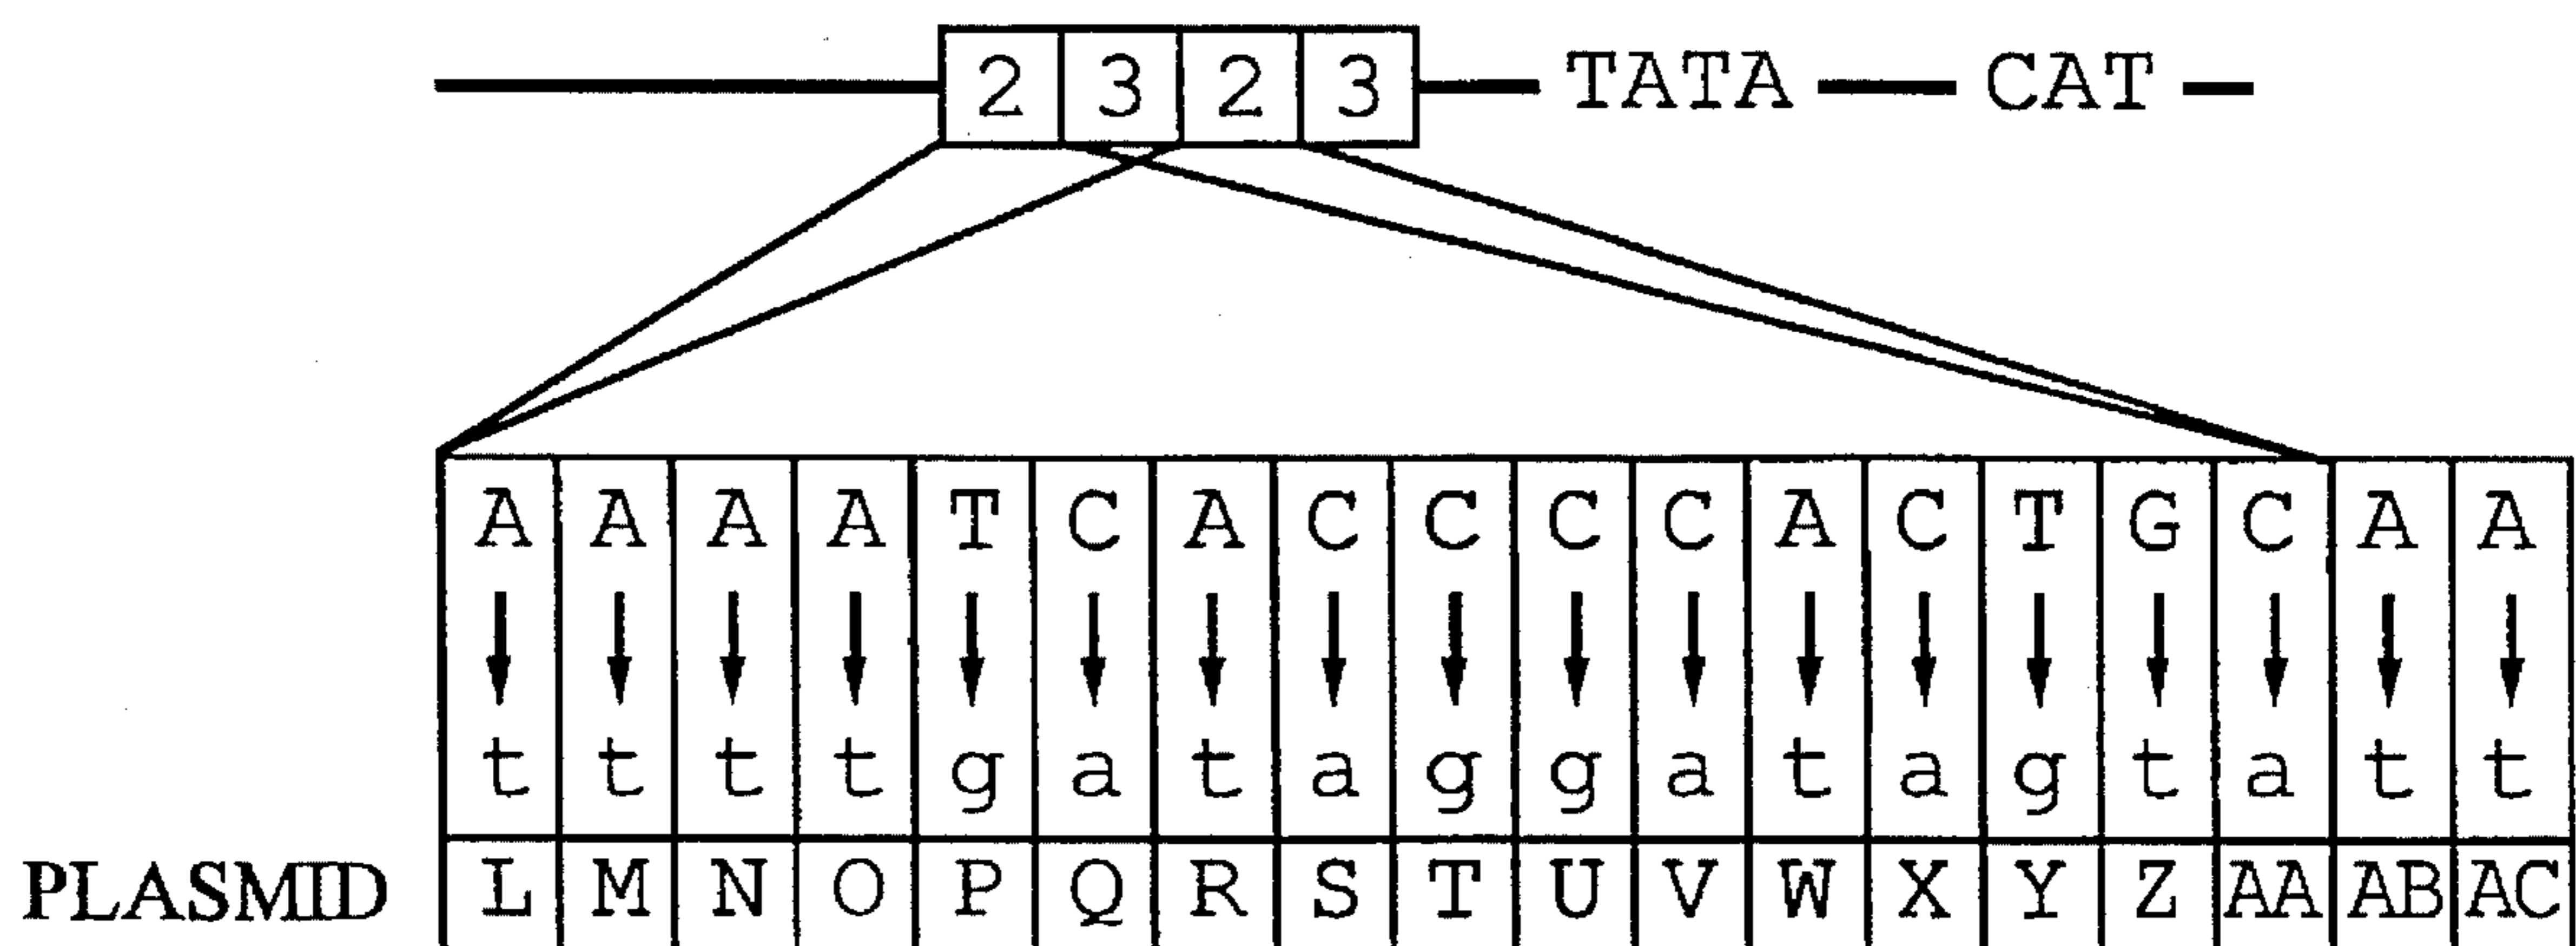 2 3 2 3 TATA CAT
A A A A T C A C C C C A C T G C A A
t t t t g a t a g g a t a g t a t t
PLASMID L M N O P Q R S T U V W X Y Z AA AB AC